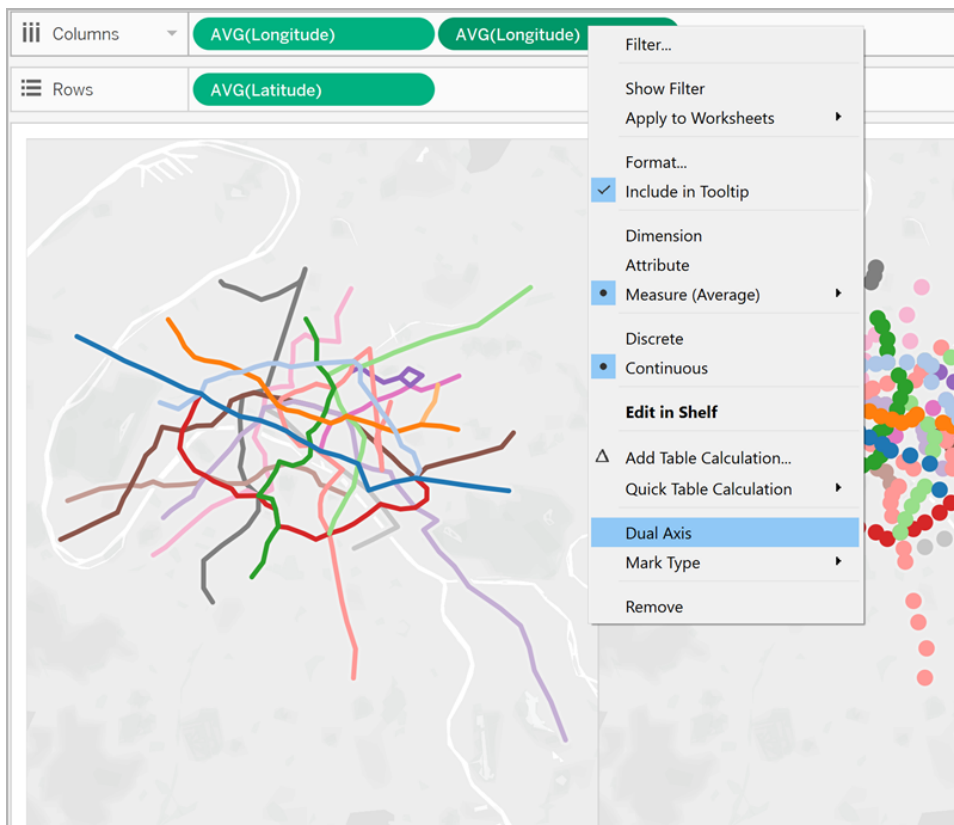 Columns AVG(Longitude) AVG(Longitude)
Rows AVG(Latitude)
Filter...
Show Filter
Apply to Worksheets
Format...
Include in Tooltip
Dimension
Attribute
Measure (Average)
Discrete
Continuous
Edit in Shelf
Add Table Calculation...
Quick Table Calculation
Dual Axis
Mark Type
Remove